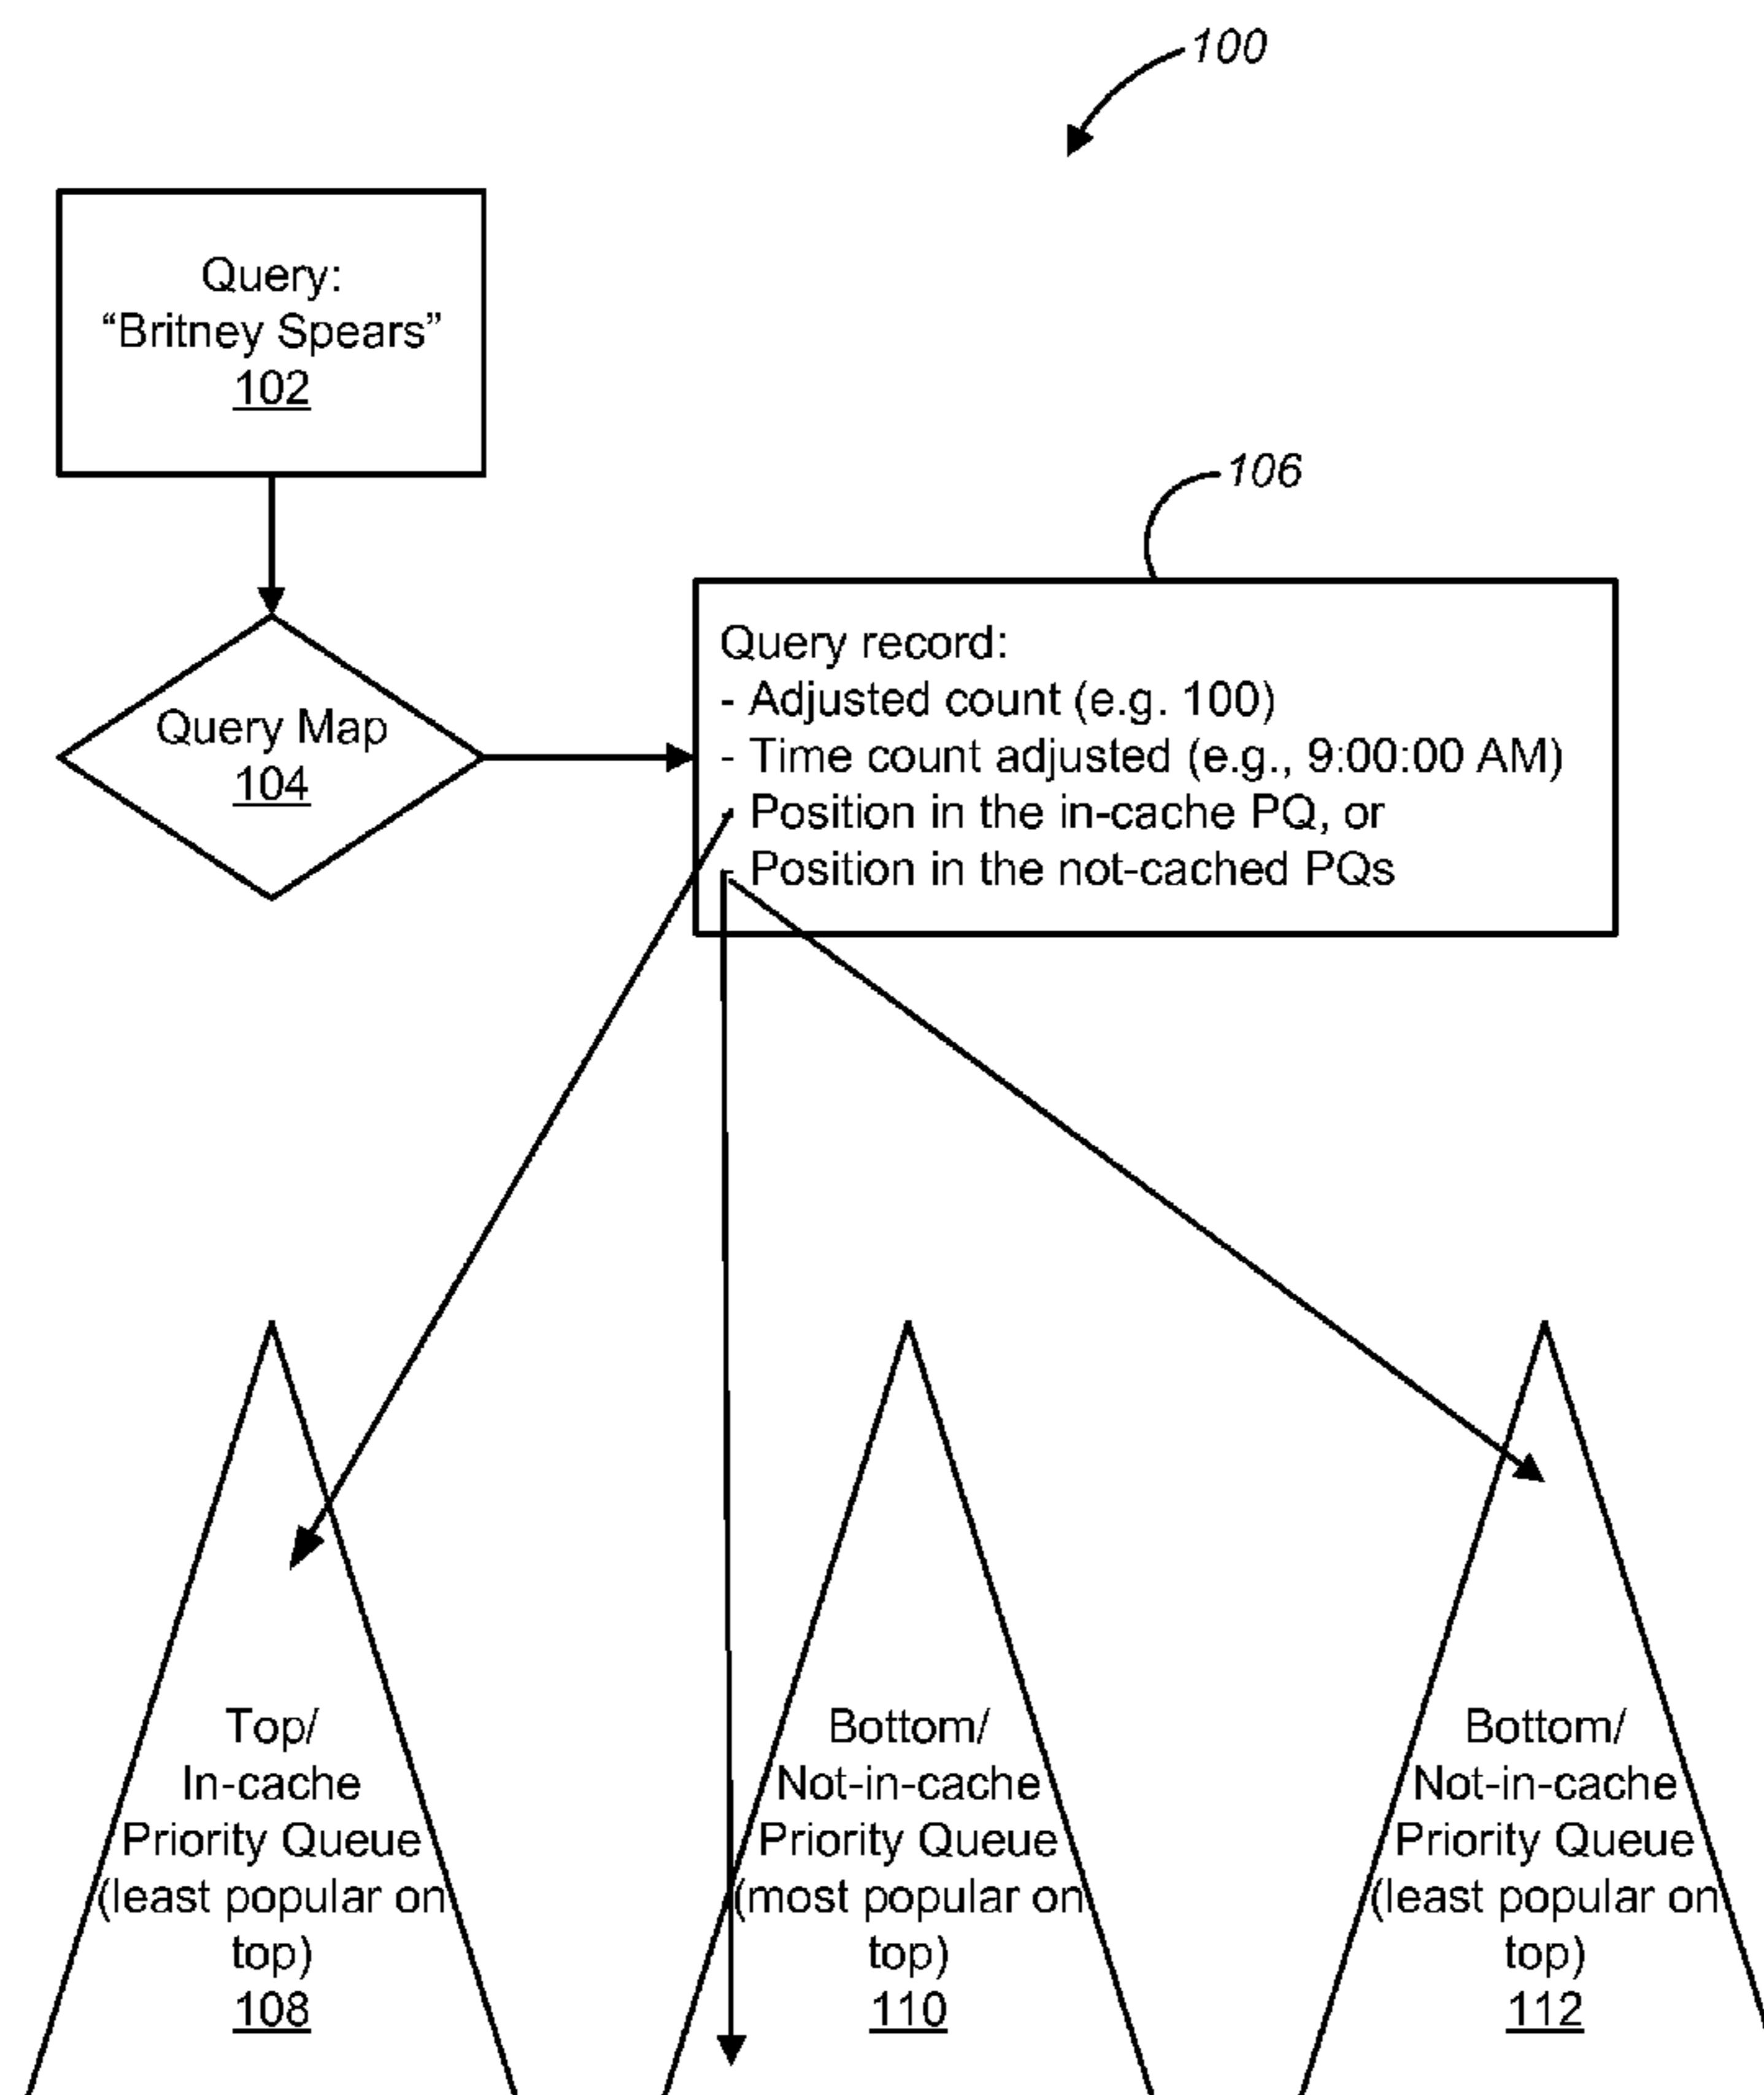 100
Query:
“Britney Spears”
102
106
Query Map
104
Query record:
- Adjusted count (e.g. 100)
- Time count adjusted (e.g., 9:00:00 AM)
- Position in the in-cache PQ, or
- Position in the not-cached PQs
Top/
In-cache
Priority Queue
(least popular on
top)
108
Bottom/
Not-in-cache
Priority Queue
(most popular on
top)
110
Bottom/
Not-in-cache
Priority Queue
(least popular on
top)
112